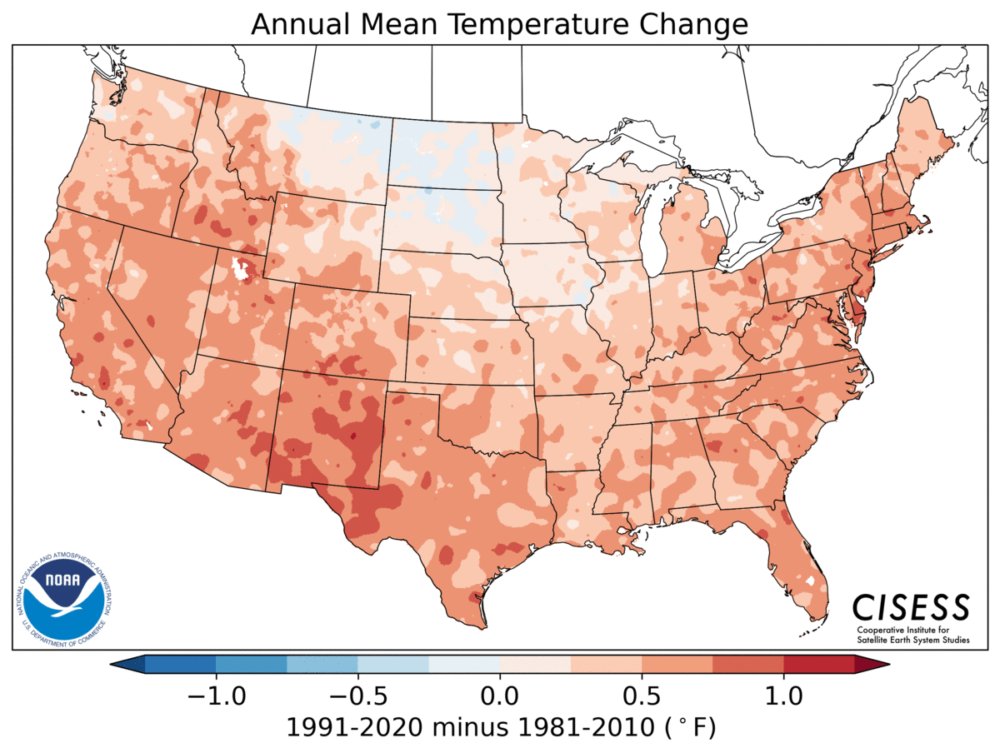 Annual Mean Temperature Change
NATIONAL OCEANIC AND ATMOSPHERIC ADMINISTRATION
NOAA
U.S. DEPARTMENT OF COMMERCE
CISESS
Cooperative Institute for
Satellite Earth System Studies
−1.0 −0.5 0.0 0.5 1.0
1991-2020 minus 1981-2010 (°F)